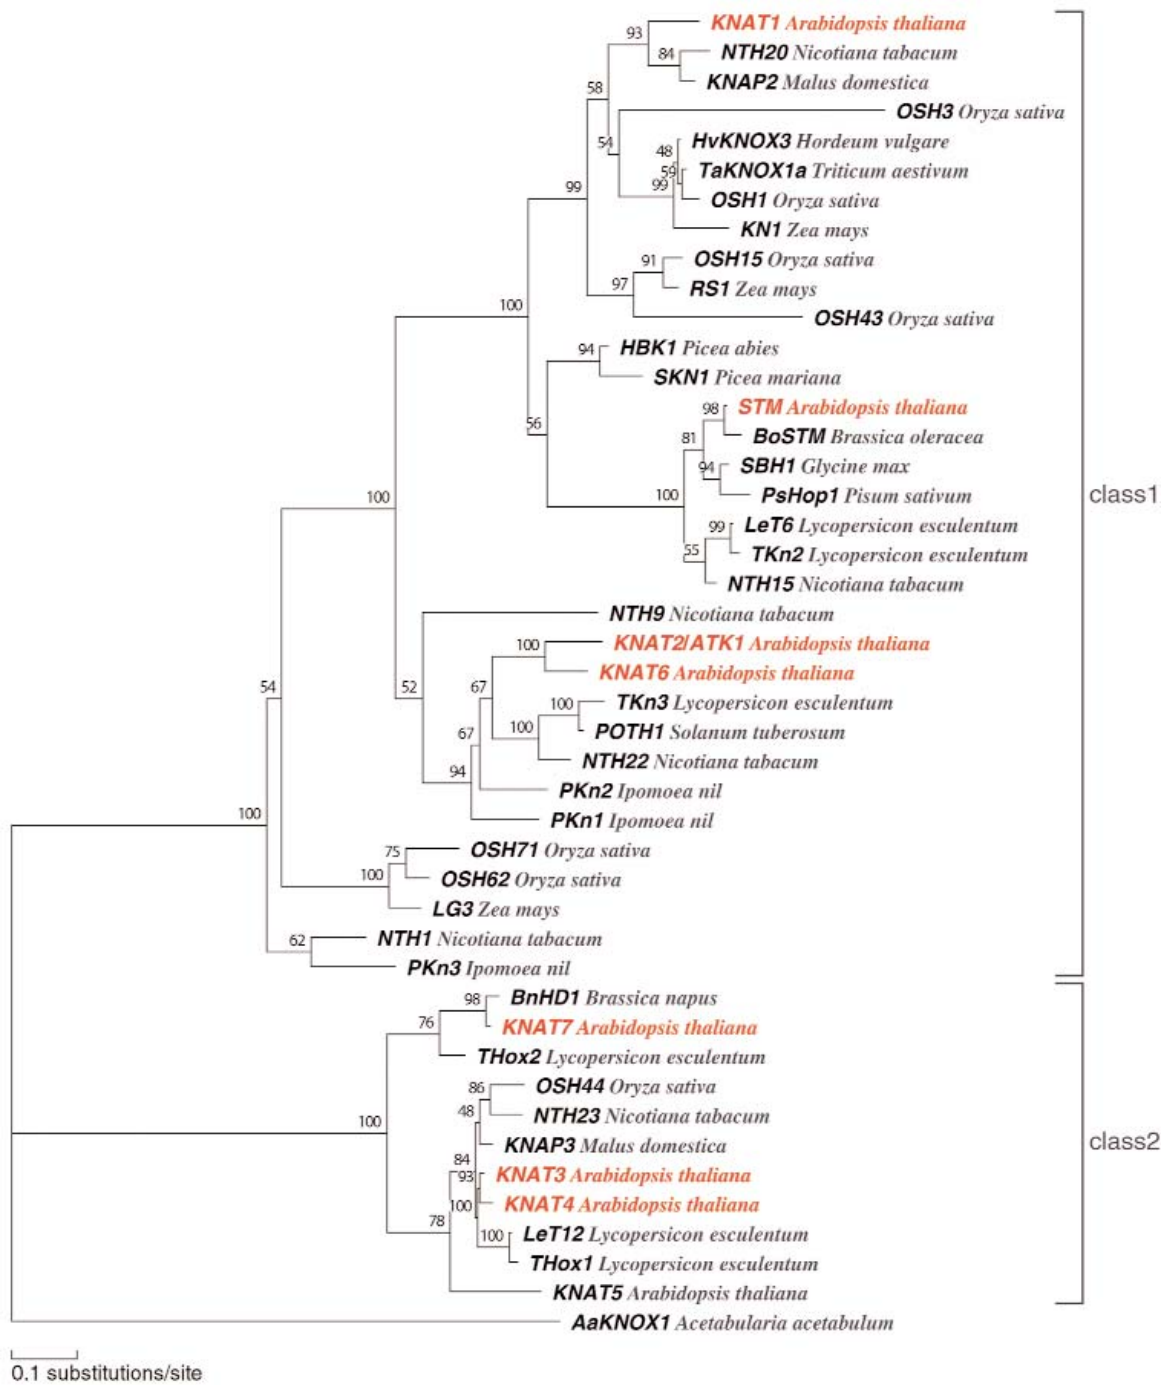 KNAT1 Arabidopsis thaliana
93
NTH20 Nicotiana tabacum
84
KNAP2 Malus domestica
58
OSH3 Oryza sativa
54
HvKNOX3 Hordeum vulgare
48
TaKNOX1a Triticum aestivum
59
99
99
OSH1 Oryza sativa
KN1 Zea mays
OSH15 Oryza sativa
91
RS1 Zea mays
97
100
OSH43 Oryza sativa
HBK1 Picea abies
94
SKN1 Picea mariana
STM Arabidopsis thaliana
98
56
BoSTM Brassica oleracea
81
SBH1 Glycine max
94
PsHop1 Pisum sativum
100
100
class1
LeT6 Lycopersicon esculentum
99
TKn2 Lycopersicon esculentum
55
NTH15 Nicotiana tabacum
NTH9 Nicotiana tabacum
KNAT2/ATK1 Arabidopsis thaliana
100
KNAT6 Arabidopsis thaliana
54
52
67
TKn3 Lycopersicon esculentum
100
POTH1 Solanum tuberosum
100
67
NTH22 Nicotiana tabacum
94
PKn2 Ipomoea nil
100
PKn1 Ipomoea nil
OSH71 Oryza sativa
75
OSH62 Oryza sativa
100
LG3 Zea mays
NTH1 Nicotiana tabacum
62
PKn3 Ipomoea nil
BnHD1 Brassica napus
98
KNAT7 Arabidopsis thaliana
76
THox2 Lycopersicon esculentum
OSH44 Oryza sativa
86
NTH23 Nicotiana tabacum
48
100
KNAP3 Malus domestica
class2
84
KNAT3 Arabidopsis thaliana
93
KNAT4 Arabidopsis thaliana
100
78
LeT12 Lycopersicon esculentum
100
THox1 Lycopersicon esculentum
KNAT5 Arabidopsis thaliana
AaKNOX1 Acetabularia acetabulum
0.1 substitutions/site